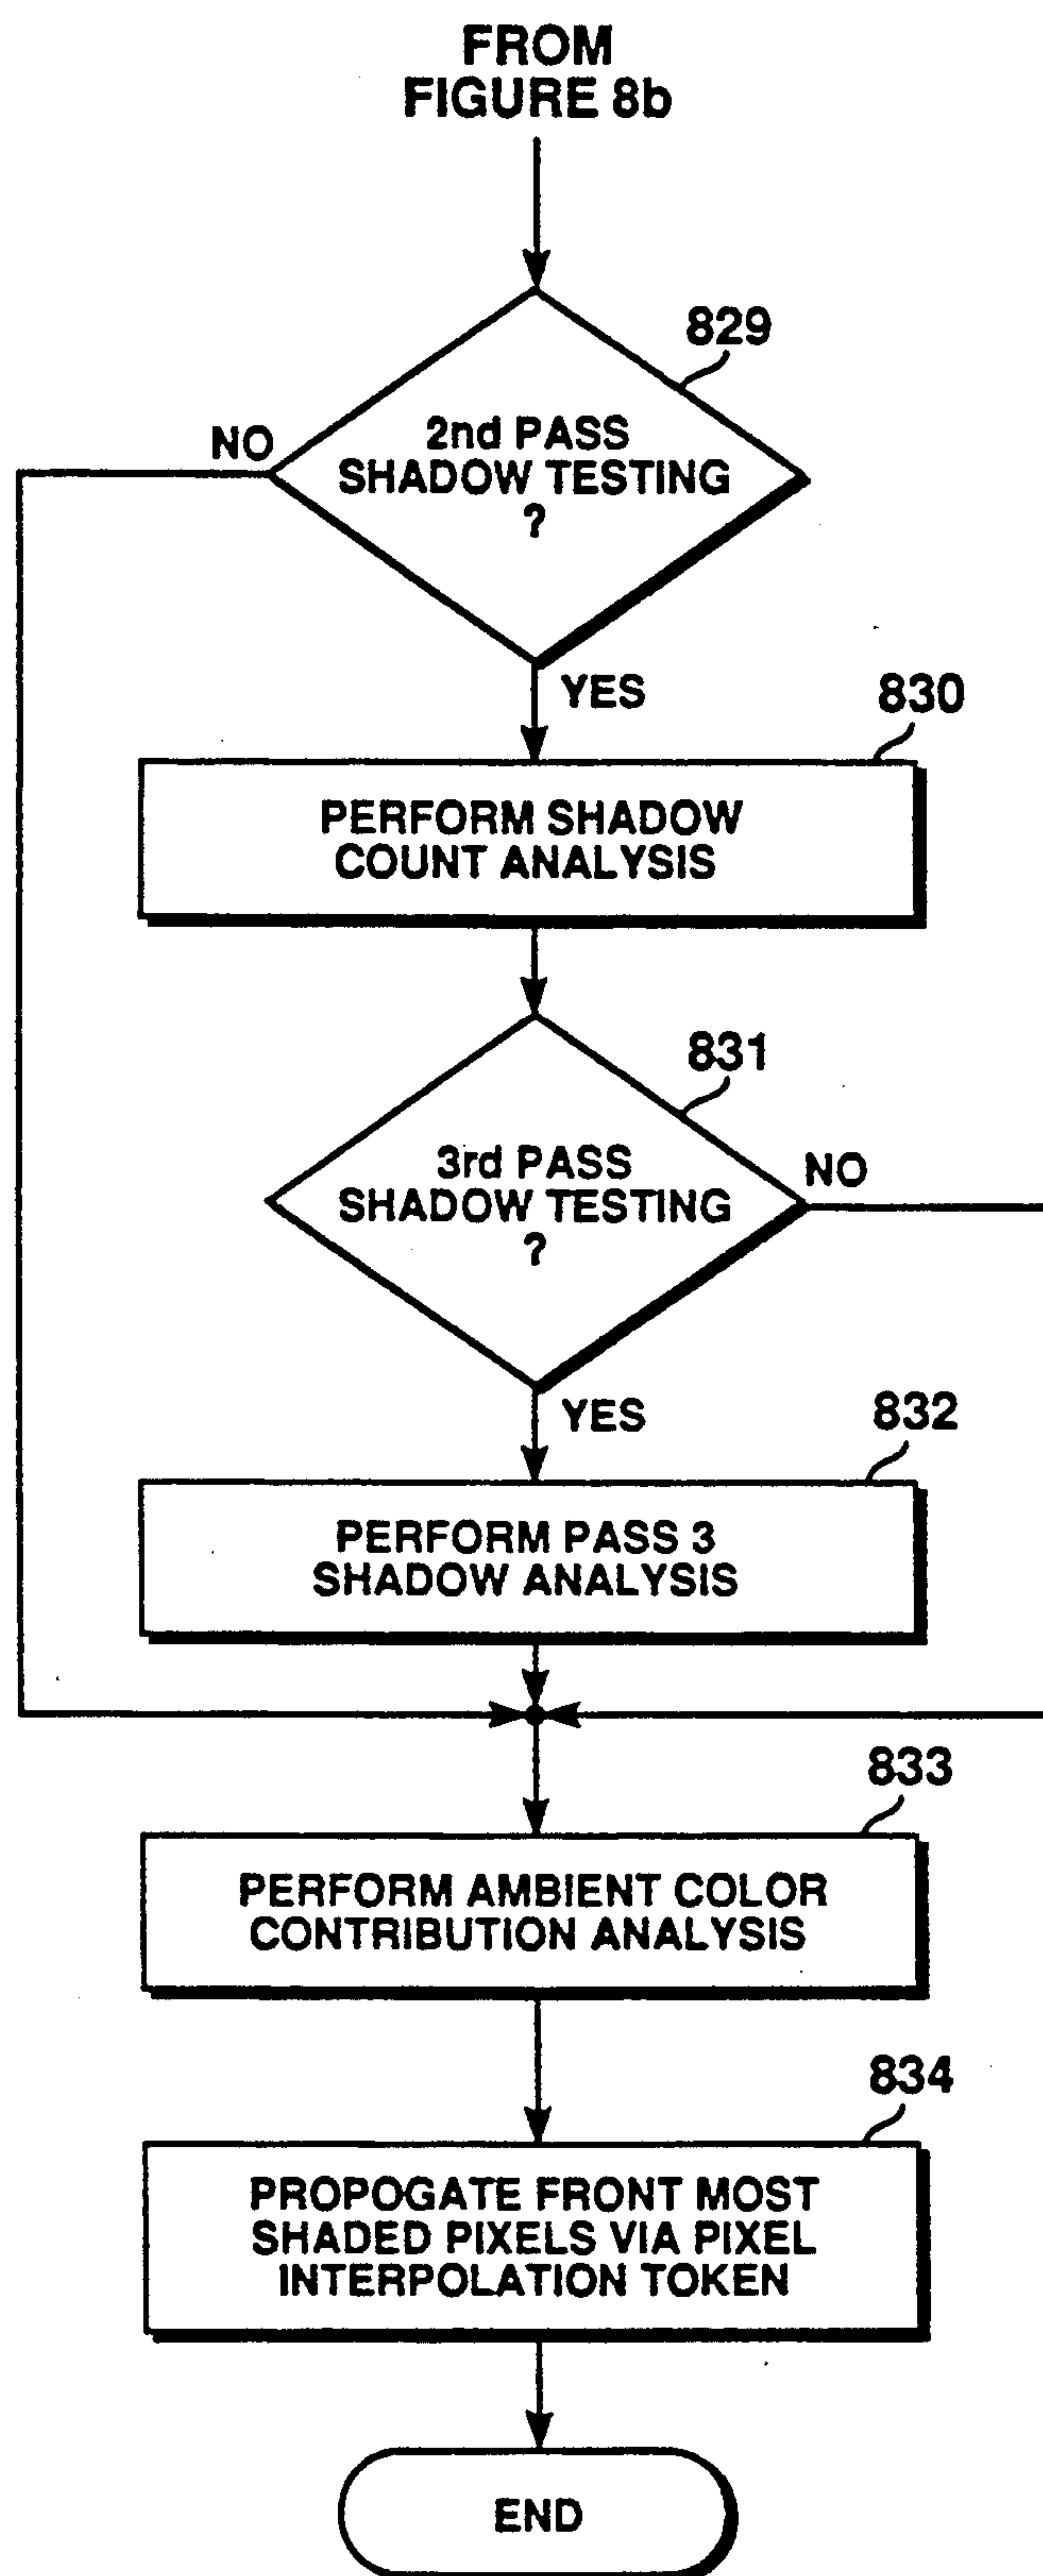 FROM
FIGURE 8b
829
NO
2nd PASS
SHADOW TESTING
?
YES
830
PERFORM SHADOW
COUNT ANALYSIS
831
3rd PASS
SHADOW TESTING
?
NO
YES
832
PERFORM PASS 3
SHADOW ANALYSIS
833
PERFORM AMBIENT COLOR
CONTRIBUTION ANALYSIS
834
PROPOGATE FRONT MOST
SHADED PIXELS VIA PIXEL
INTERPOLATION TOKEN
END